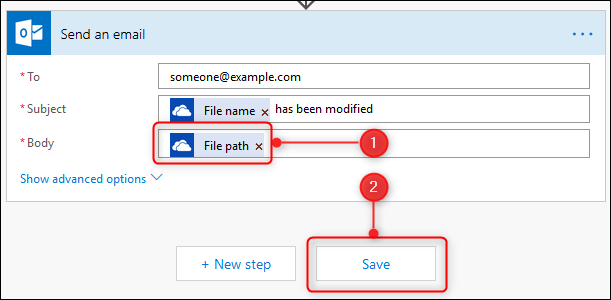 Send an email
...
* To someone@example.com
* Subject File name × has been modified
* Body File path × 1
Show advanced options
2
+ New step Save